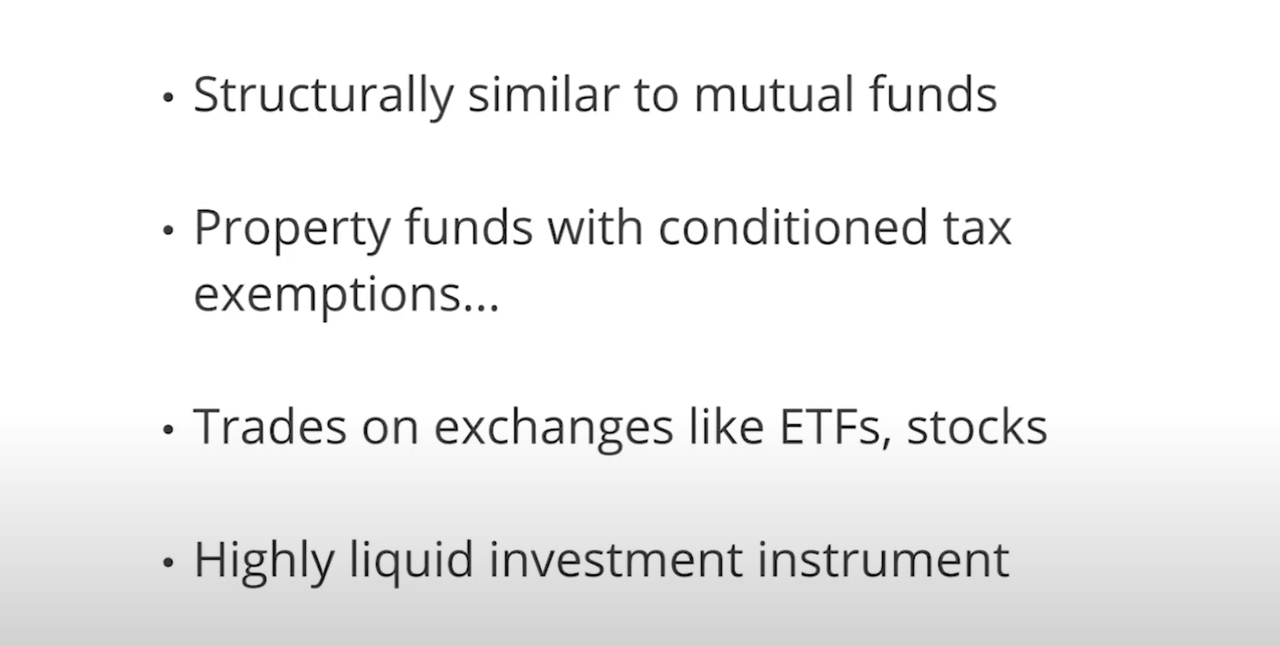 • Structurally similar to mutual funds
• Property funds with conditioned tax
exemptions...
• Trades on exchanges like ETFs, stocks
• Highly liquid investment instrument